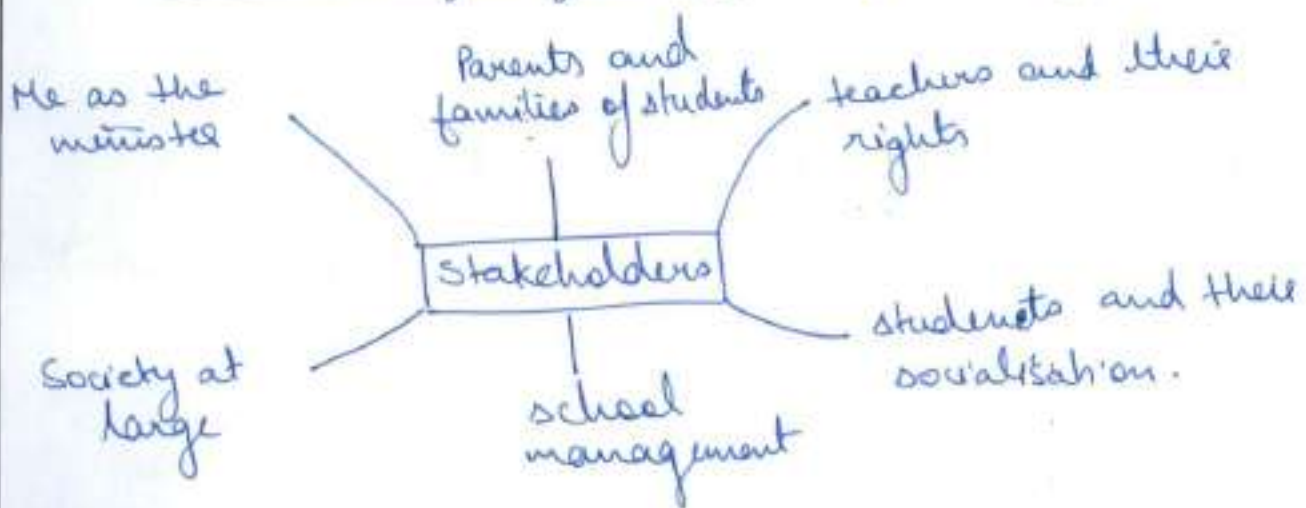 Me as the
minister
Parents and
families of students
teachers and their
rights
Stakeholders
Society at
large
school
management
students and their
socialisation.